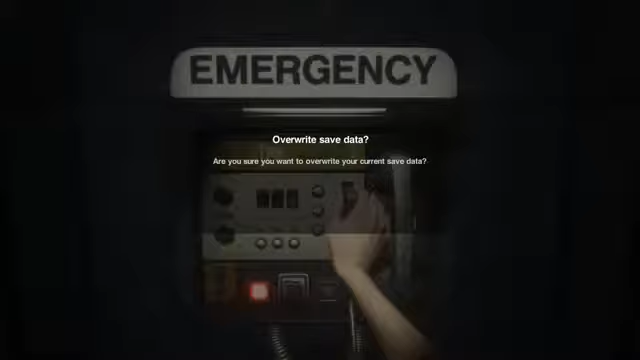 EMERGENCY
Overwrite save data?
Are you sure you want to overwrite your current save data?